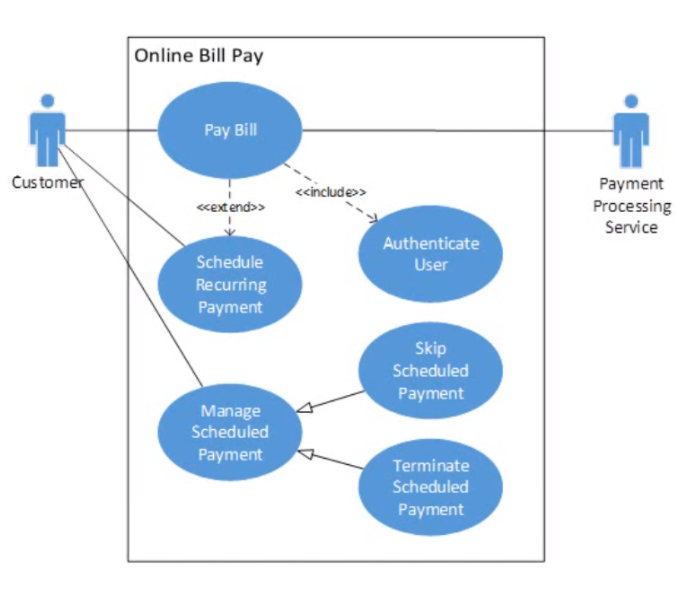 Online Bill Pay
Pay Bill
Customer
<<extend>>
<<include>>
Payment
Processing
Service
Schedule
Recurring
Payment
Authenticate
User
Skip
Scheduled
Payment
Manage
Scheduled
Payment
Terminate
Scheduled
Payment